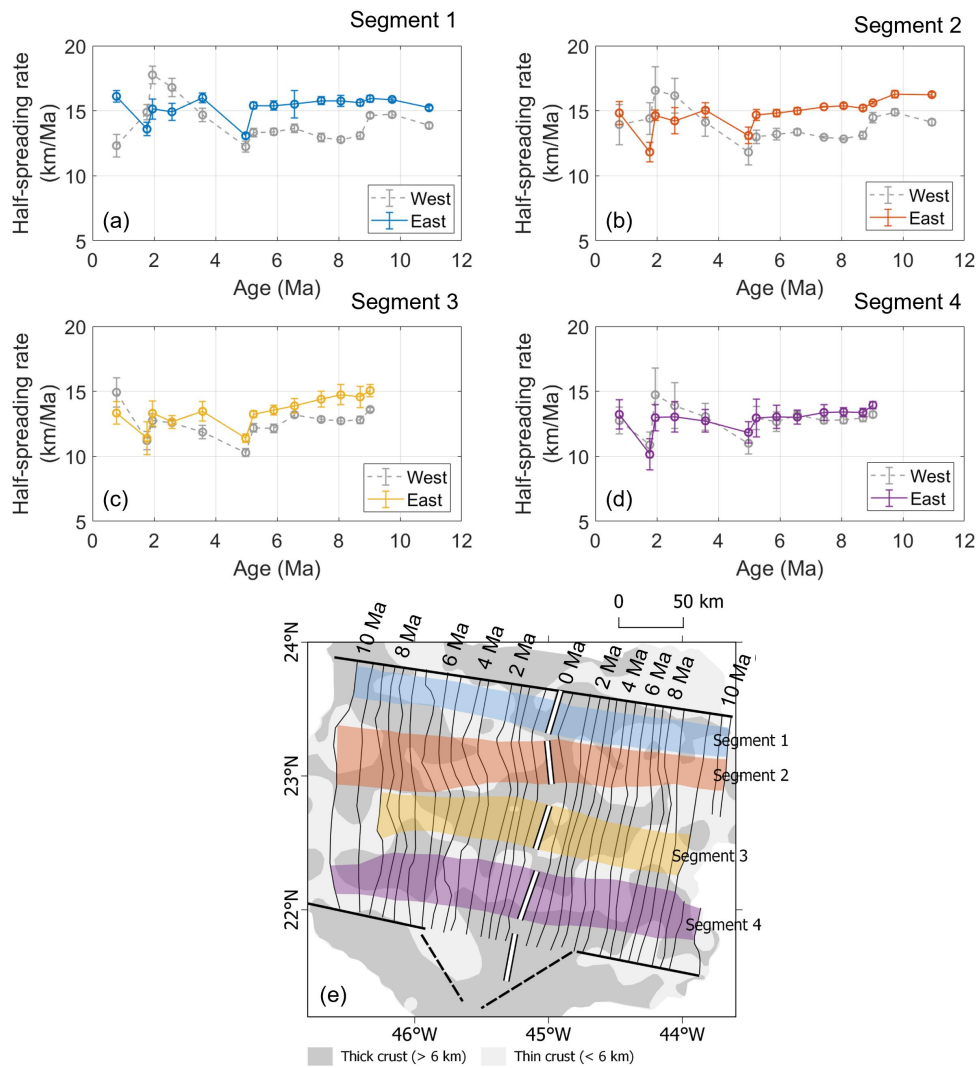 Segment 1
Half-spreading rate
(km/Ma)
20
15
10
5
(a)
West
East
0 2 4 6 8 10 12
Age (Ma)
Segment 2
Half-spreading rate
(km/Ma)
20
15
10
5
(b)
West
East
0 2 4 6 8 10 12
Age (Ma)
Segment 3
Half-spreading rate
(km/Ma)
20
15
10
5
(c)
West
East
0 2 4 6 8 10 12
Age (Ma)
Segment 4
Half-spreading rate
(km/Ma)
20
15
10
5
(d)
West
East
0 2 4 6 8 10 12
Age (Ma)
0 50 km
24°N
23°N
22°N
10 Ma
8 Ma
6 Ma
4 Ma
2 Ma
0 Ma
2 Ma
4 Ma
6 Ma
8 Ma
10 Ma
Segment 1
Segment 2
Segment 3
Segment 4
(e)
46°W 45°W 44°W
Thick crust (> 6 km) Thin crust (< 6 km)